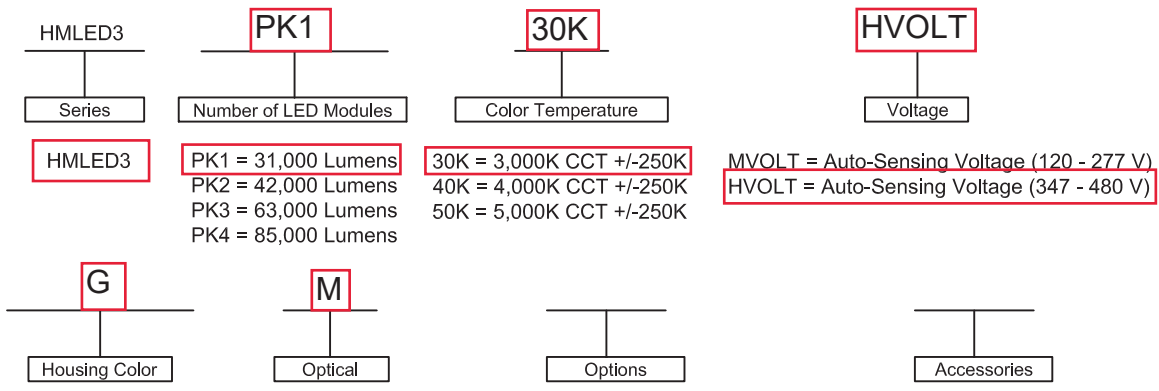 HMLED3 PK1 30K HVOLT
Series Number of LED Modules Color Temperature Voltage
HMLED3 PK1 = 31,000 Lumens 30K = 3,000K CCT +/-250K MVOLT = Auto-Sensing Voltage (120 - 277 V)
PK2 = 42,000 Lumens 40K = 4,000K CCT +/-250K HVOLT = Auto-Sensing Voltage (347 - 480 V)
PK3 = 63,000 Lumens 50K = 5,000K CCT +/-250K
PK4 = 85,000 Lumens
G M
Housing Color Optical Options Accessories